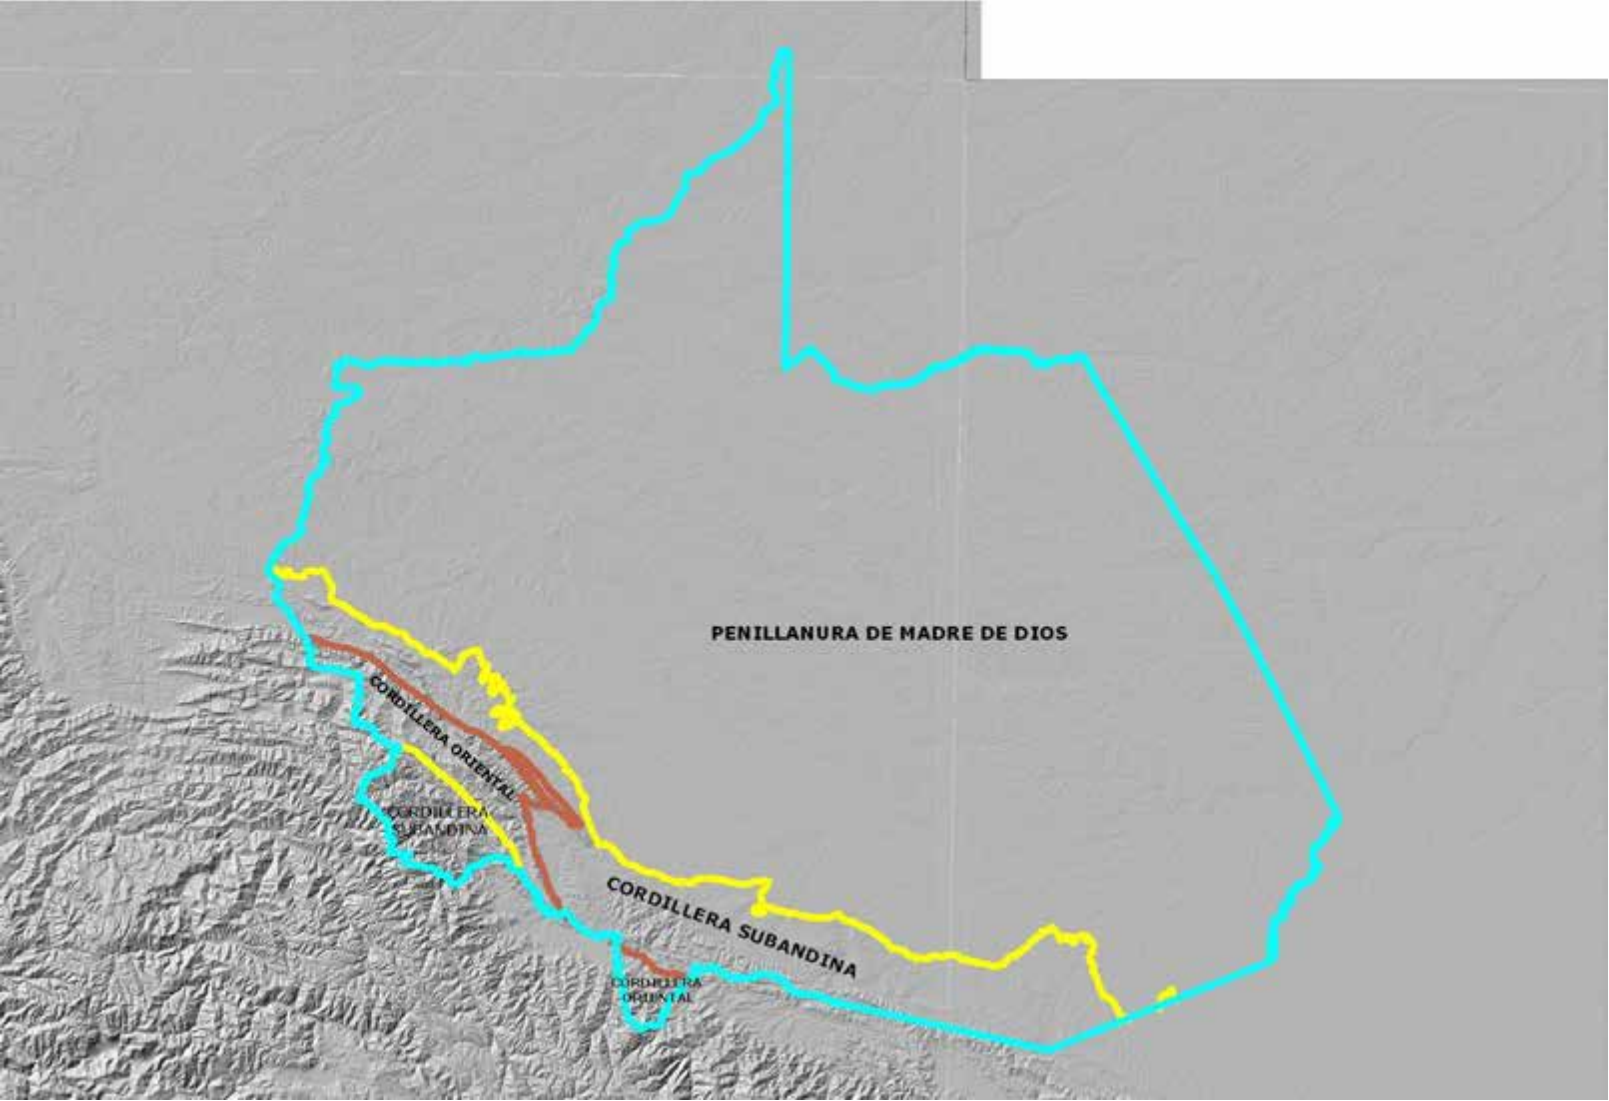 PENILLANURA DE MADRE DE DIOS
CORDILLERA ORIENTAL
CORDILLERA
SUBANDINA
CORDILLERA SUBANDINA
CORDILLERA
ORIENTAL